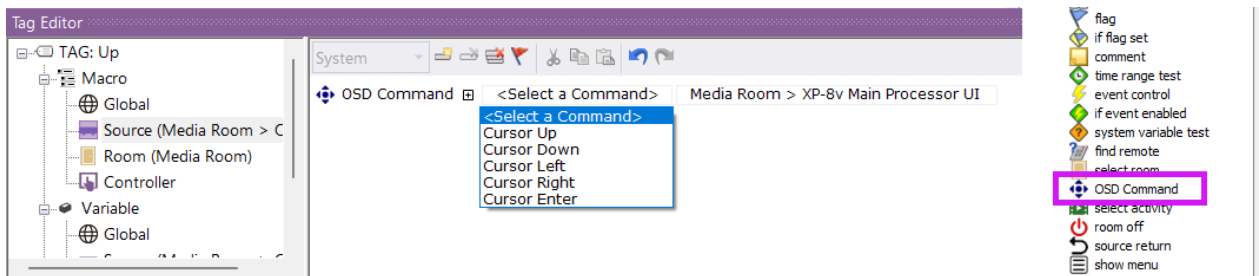 Tag Editor
TAG: Up
Macro
Global
Source (Media Room > C
Room (Media Room)
Controller
Variable
Global
System
OSD Command <Select a Command> Media Room > XP-8v Main Processor UI
<Select a Command>
Cursor Up
Cursor Down
Cursor Left
Cursor Right
Cursor Enter
flag
if flag set
comment
time range test
event control
if event enabled
system variable test
find remote
select room
OSD Command
select activity
room off
source return
show menu